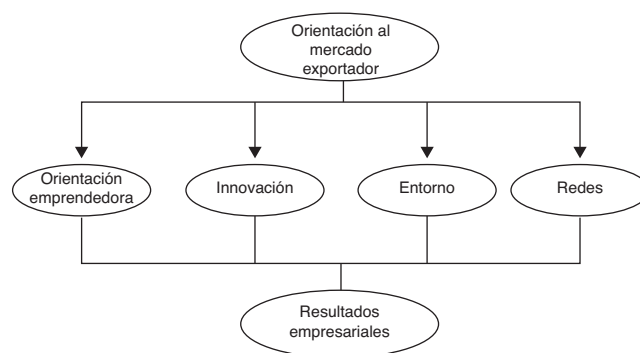 Orientación al
mercado
exportador
Orientación
emprendedora
Innovación
Entorno
Redes
Resultados
empresariales